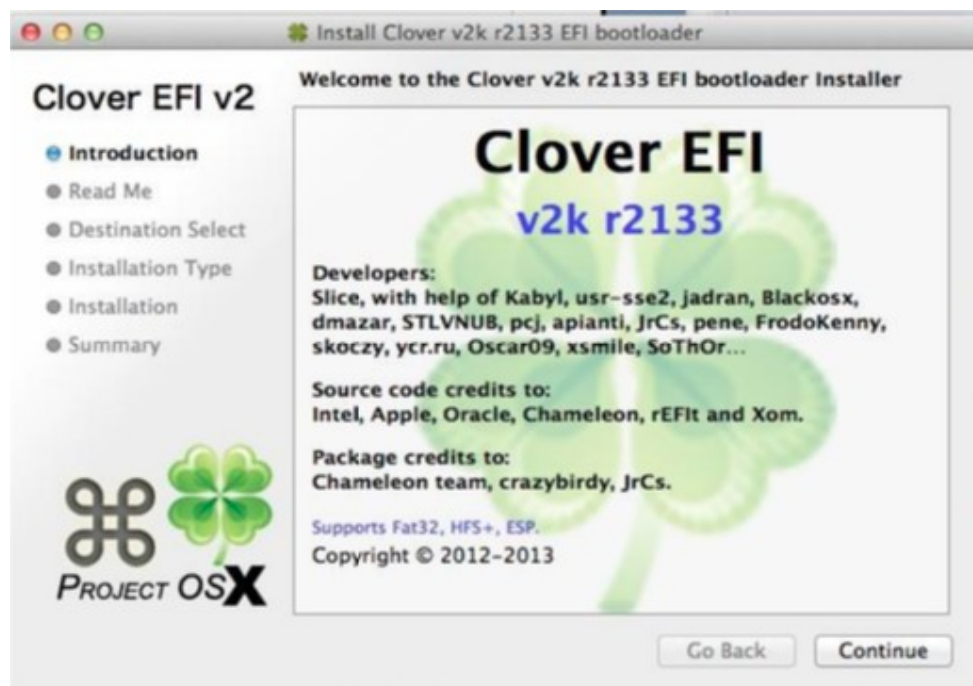 Install Clover v2k r2133 EFI bootloader
Welcome to the Clover v2k r2133 EFI bootloader Installer
Clover EFI v2
Introduction
Read Me
Destination Select
Installation Type
Installation
Summary
PROJECT OSX
Clover EFI
v2k r2133
Developers:
Slice, with help of Kabyl, usr-sse2, jadran, Blackosx,
dmazar, STLVNUB, pcj, apianti, JrCs, pene, FrodoKenny,
skoczy, ycr.ru, Oscar09, xsmile, SoThOr...
Source code credits to:
Intel, Apple, Oracle, Chameleon, rEFIt and Xom.
Package credits to:
Chameleon team, crazybirdy, JrCs.
Supports Fat32, HFS+, ESP.
Copyright © 2012-2013
Go Back
Continue